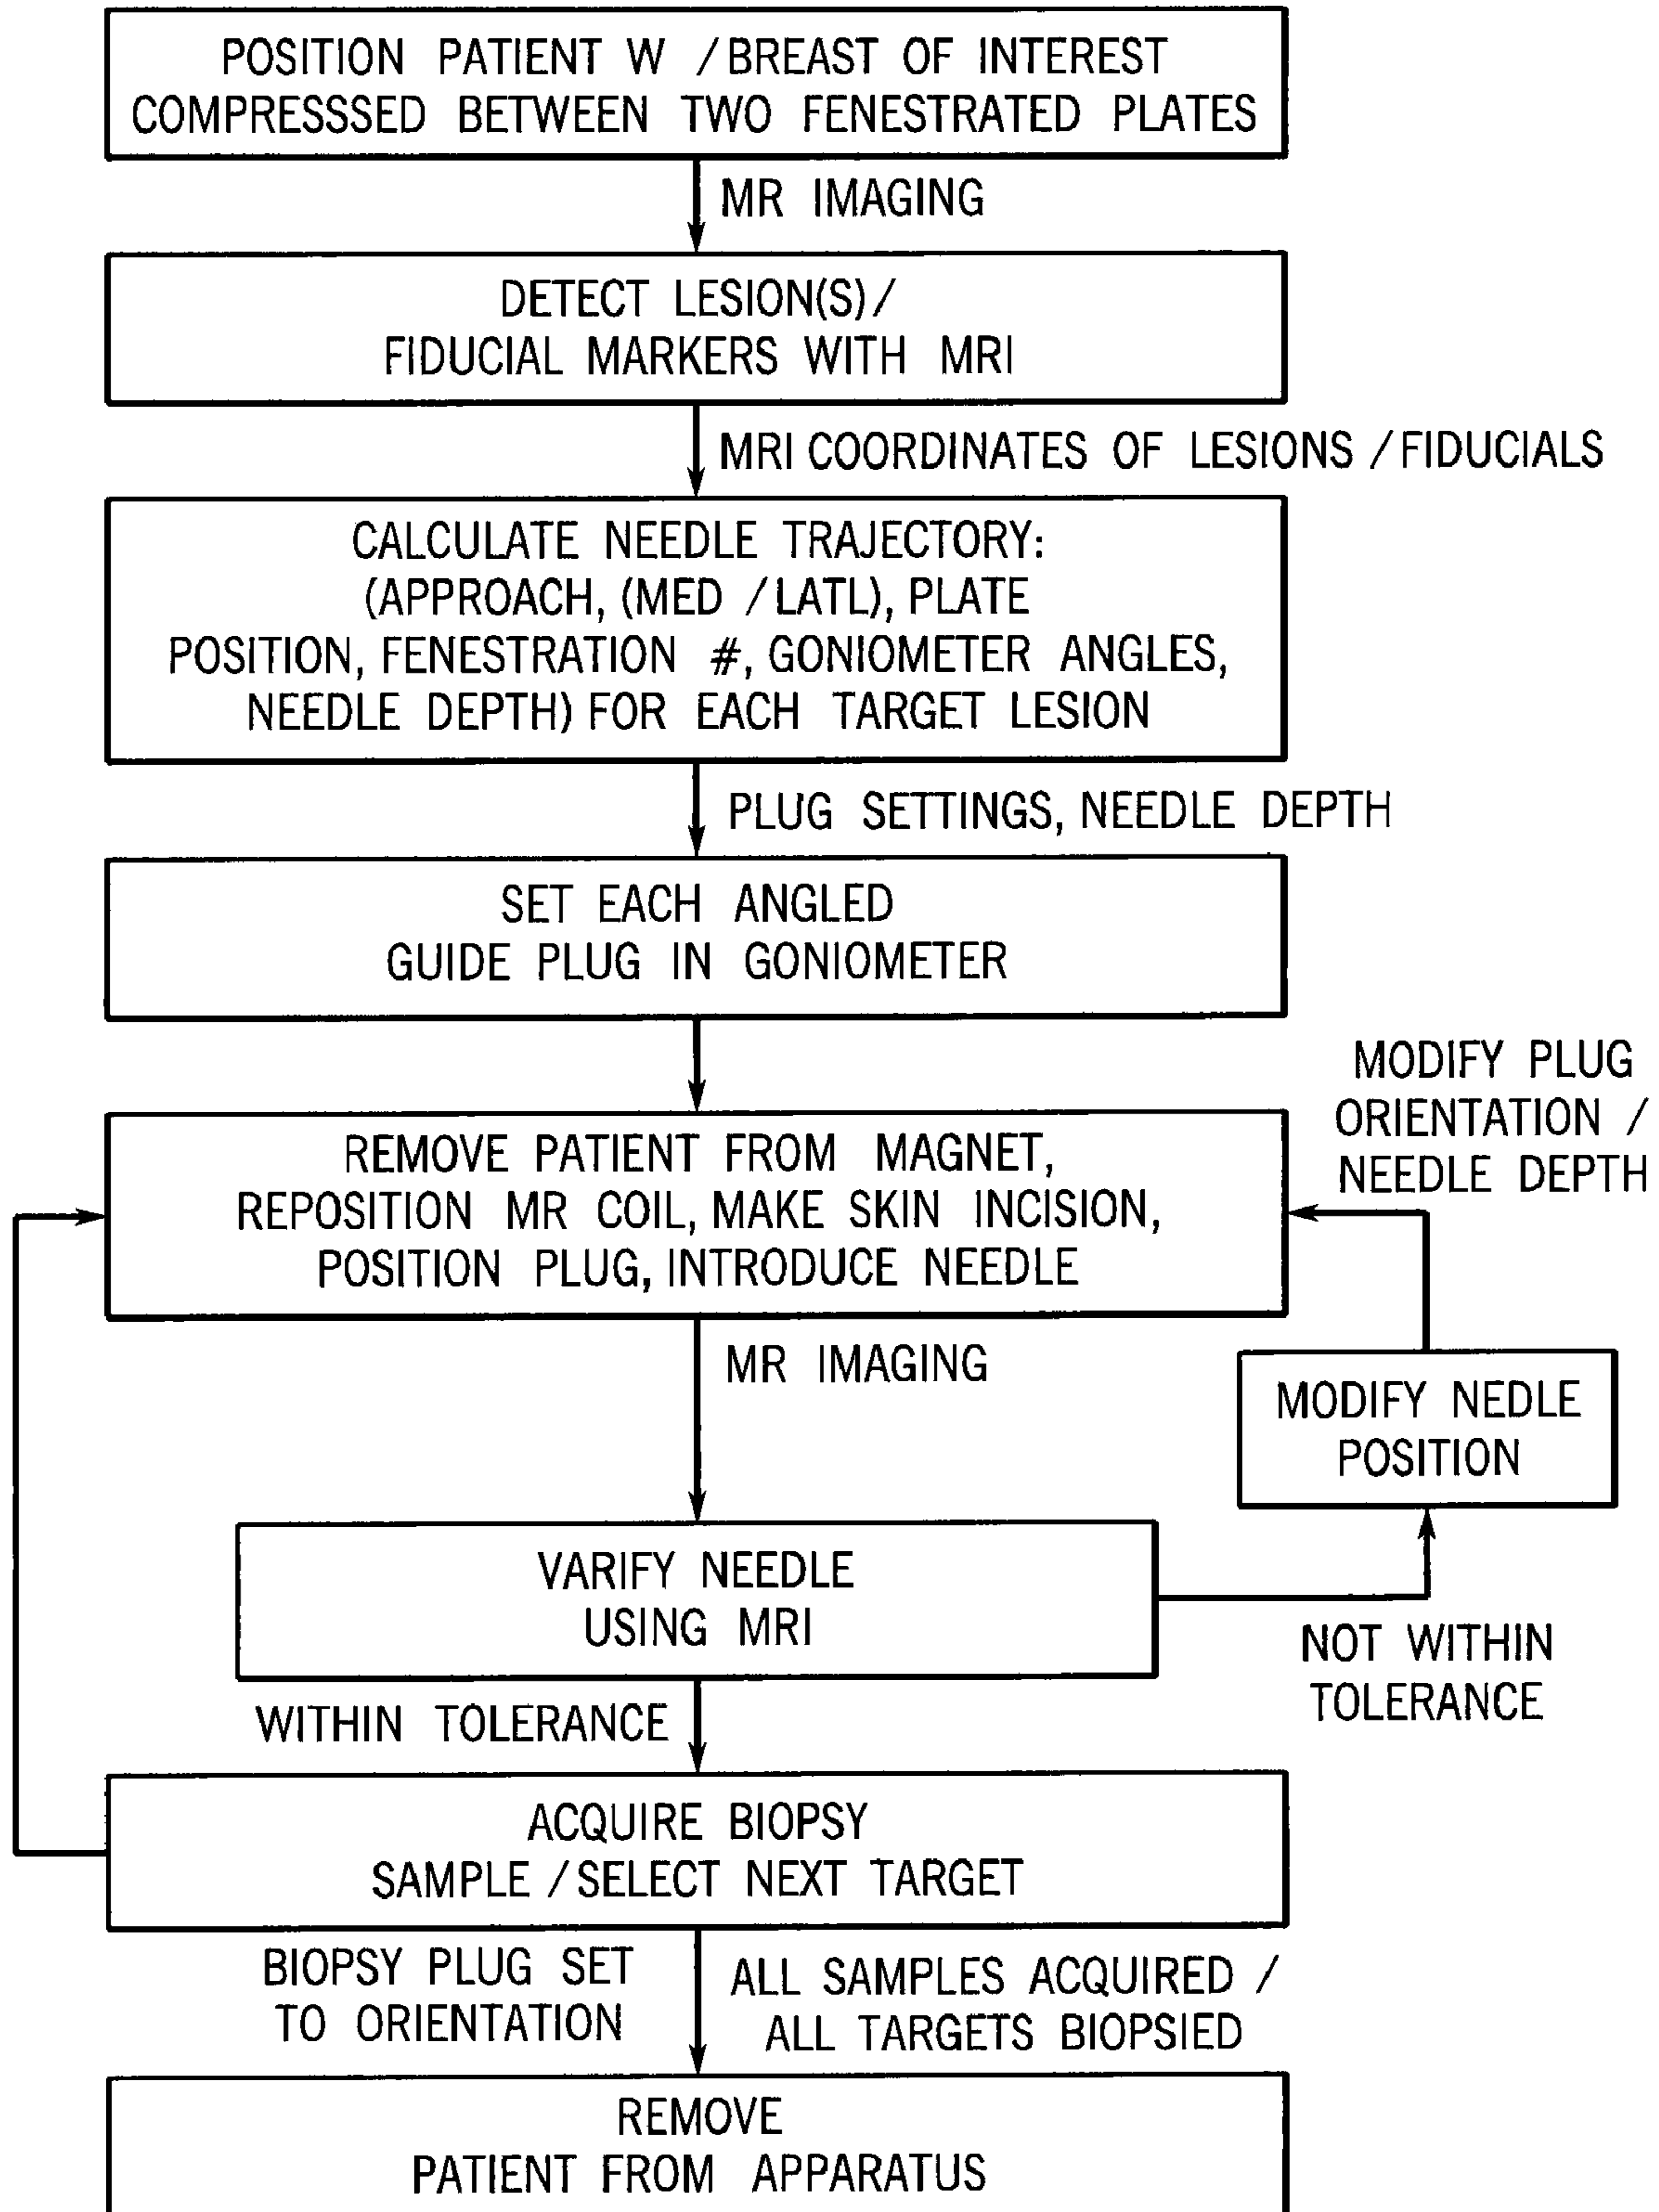 POSITION PATIENT W / BREAST OF INTEREST
COMPRESSSED BETWEEN TWO FENESTRATED PLATES
MR IMAGING
DETECT LESION(S) /
FIDUCIAL MARKERS WITH MRI
MRI COORDINATES OF LESIONS / FIDUCIALS
CALCULATE NEEDLE TRAJECTORY:
(APPROACH, (MED / LATL), PLATE
POSITION, FENESTRATION #, GONIOMETER ANGLES,
NEEDLE DEPTH) FOR EACH TARGET LESION
PLUG SETTINGS, NEEDLE DEPTH
SET EACH ANGLED
GUIDE PLUG IN GONIOMETER
REMOVE PATIENT FROM MAGNET,
REPOSITION MR COIL, MAKE SKIN INCISION,
POSITION PLUG, INTRODUCE NEEDLE
MODIFY PLUG
ORIENTATION /
NEEDLE DEPTH
MR IMAGING
MODIFY NEDLE
POSITION
VARIFY NEEDLE
USING MRI
NOT WITHIN
TOLERANCE
WITHIN TOLERANCE
ACQUIRE BIOPSY
SAMPLE / SELECT NEXT TARGET
BIOPSY PLUG SET
TO ORIENTATION
ALL SAMPLES ACQUIRED /
ALL TARGETS BIOPSIED
REMOVE
PATIENT FROM APPARATUS